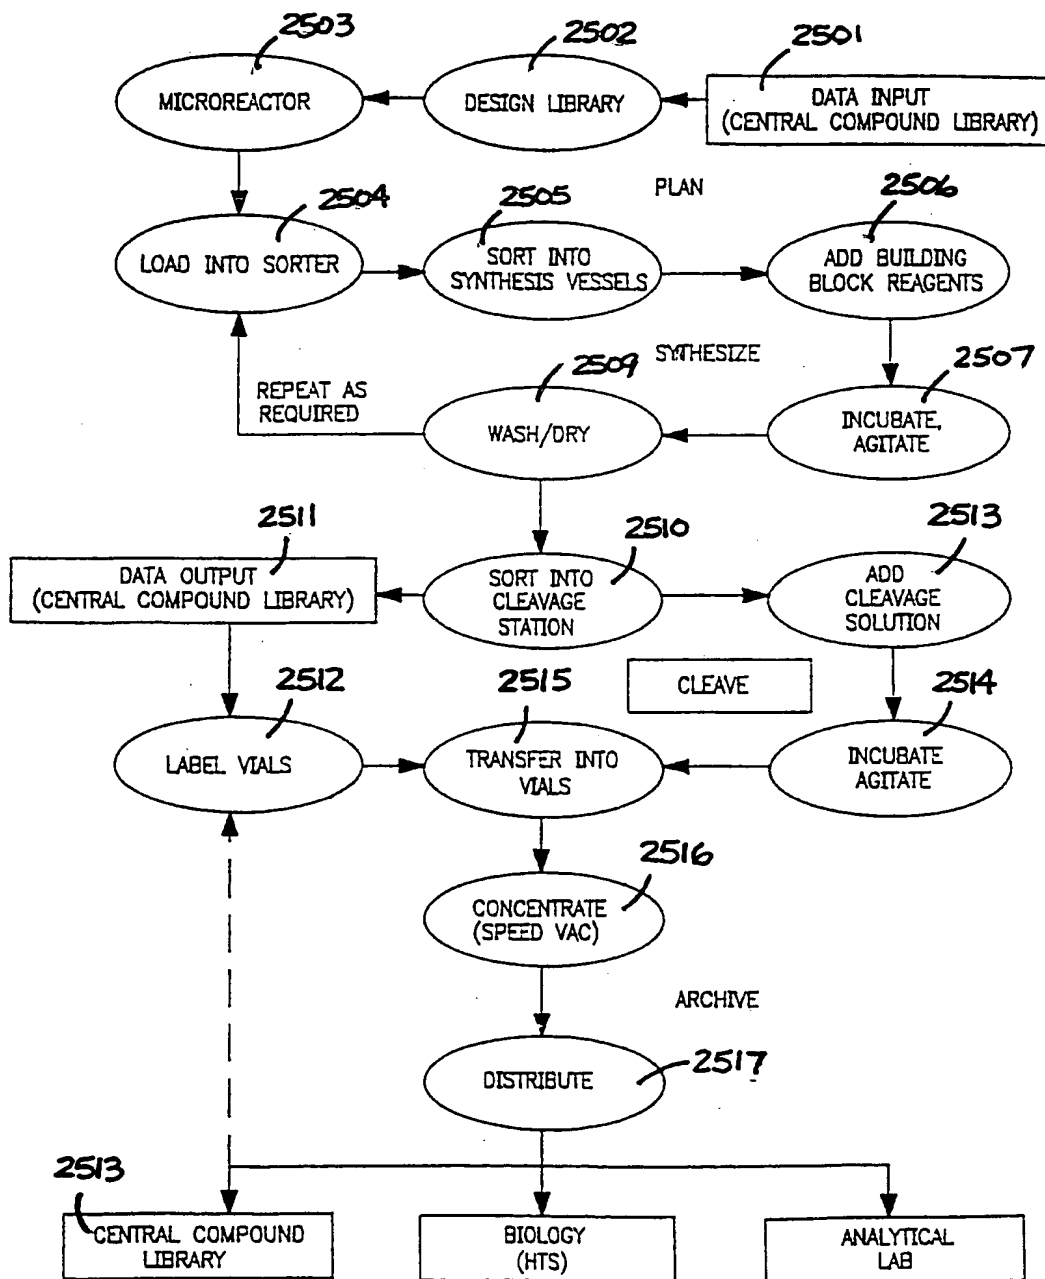 2503
2502
2501
MICROREACTOR
DESIGN LIBRARY
DATA INPUT
(CENTRAL COMPOUND LIBRARY)
PLAN
2504
2505
2506
LOAD INTO SORTER
SORT INTO
SYNTHESIS VESSELS
ADD BUILDING
BLOCK REAGENTS
SYTHESIZE
2509
2507
REPEAT AS
REQUIRED
WASH/DRY
INCUBATE,
AGITATE
2511
2510
2513
DATA OUTPUT
(CENTRAL COMPOUND LIBRARY)
SORT INTO
CLEAVAGE
STATION
ADD
CLEAVAGE
SOLUTION
CLEAVE
2512
2515
2514
LABEL VIALS
TRANSFER INTO
VIALS
INCUBATE
AGITATE
2516
CONCENTRATE
(SPEED VAC)
ARCHIVE
DISTRIBUTE
2517
2513
CENTRAL COMPOUND
LIBRARY
BIOLOGY
(HTS)
ANALYTICAL
LAB